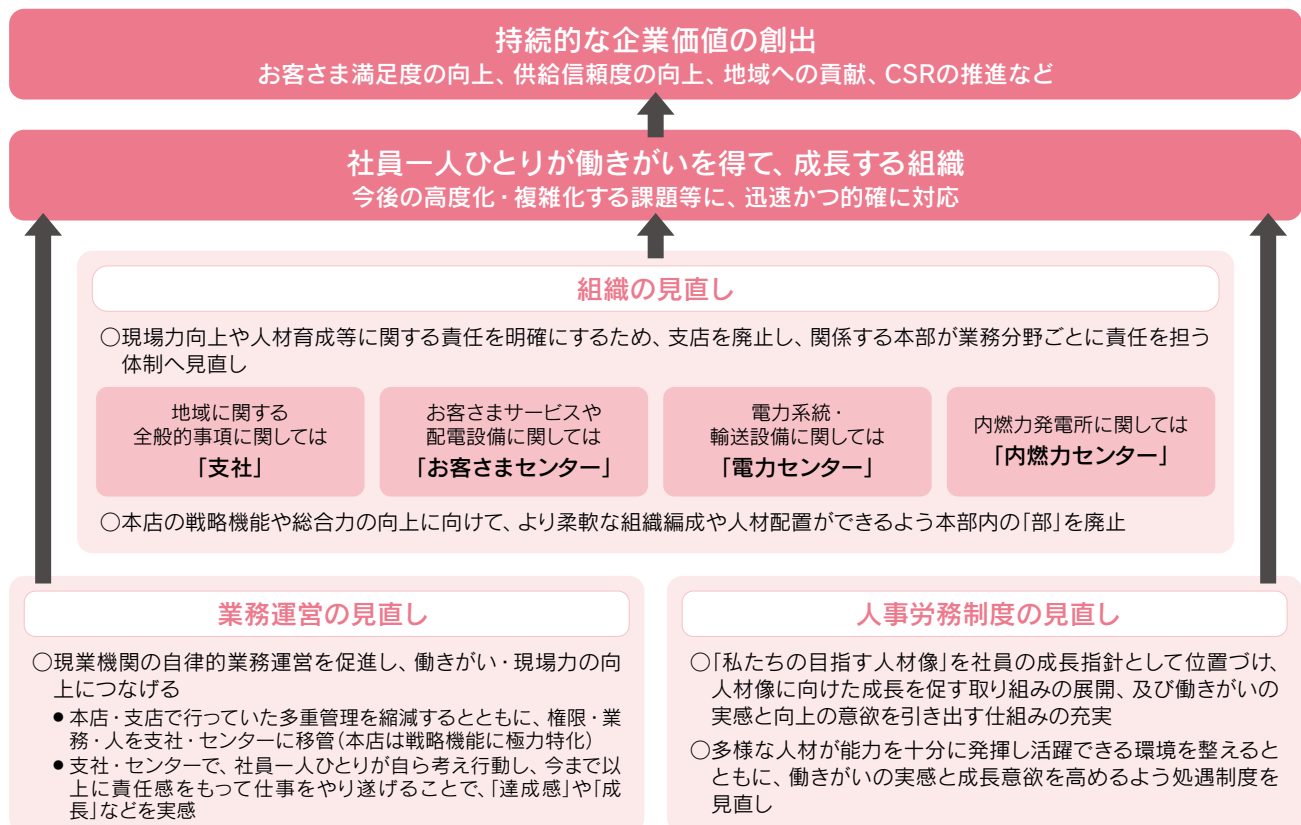 持続的な企業価値の創出
お客さま満足度の向上、供給信頼度の向上、地域への貢献、CSRの推進など
社員一人ひとりが働きがいを得て、成長する組織
今後の高度化・複雑化する課題等に、迅速かつ的確に対応
組織の見直し
○現場力向上や人材育成等に関する責任を明確にするため、支店を廃止し、関係する本部が業務分野ごとに責任を担う
体制へ見直し
地域に関する
全般的事項に関しては
「支社」
お客さまサービスや
配電設備に関しては
「お客さまセンター」
電力系統・
輸送設備に関しては
「電力センター」
内燃力発電所に関しては
「内燃力センター」
○本店の戦略機能や総合力の向上に向けて、より柔軟な組織編成や人材配置ができるよう本部内の「部」を廃止
業務運営の見直し
○現業機関の自律的業務運営を促進し、働きがい・現場力の向
上につなげる
●本店・支店で行っていた多重管理を縮減するとともに、権限・業
務・人を支社・センターに移管(本店は戦略機能に極力特化)
●支社・センターで、社員一人ひとりが自ら考え行動し、今まで以
上に責任感をもって仕事をやり遂げることで、「達成感」や「成
長」などを実感
人事労務制度の見直し
○「私たちの目指す人材像」を社員の成長指針として位置づけ、
人材像に向けた成長を促す取り組みの展開、及び働きがいの
実感と向上の意欲を引き出す仕組みの充実
○多様な人材が能力を十分に発揮し活躍できる環境を整えると
ともに、働きがいの実感と成長意欲を高めるよう処遇制度を
見直し